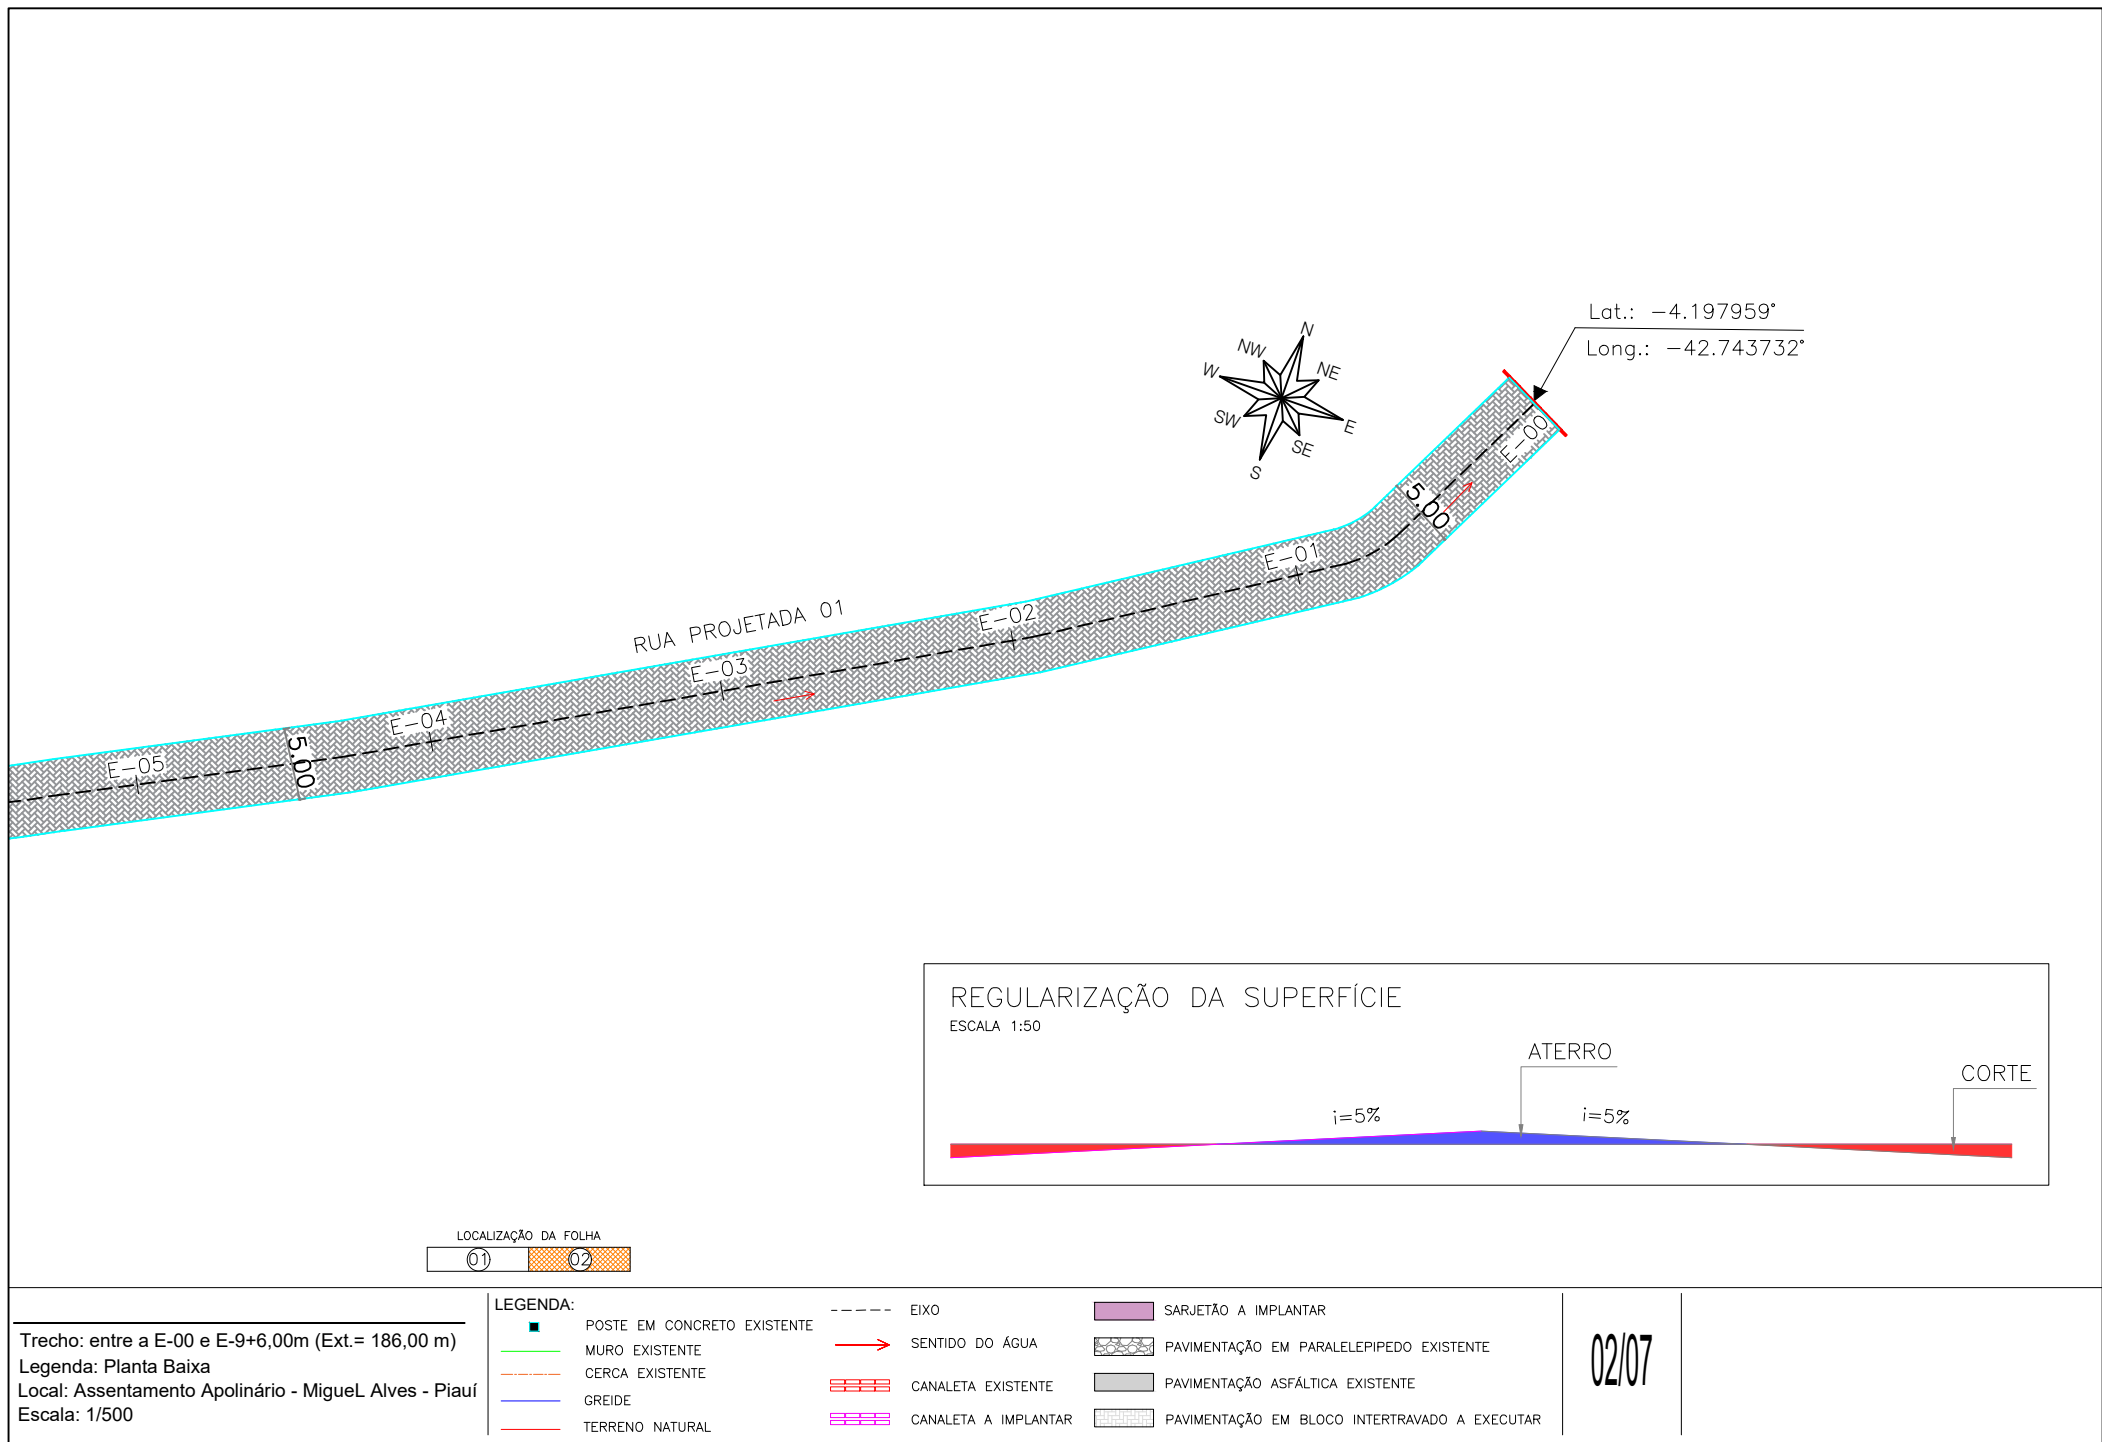 Lat.: −4.197959°
Long.: −42.743732°
N
NW
NE
W
SW
E
SE
S
E-00
5.00
E-01
E-02
RUA PROJETADA 01
E-03
E-04
5.00
E-05
REGULARIZAÇÃO DA SUPERFÍCIE
ESCALA 1:50
ATERRO
CORTE
i=5%
i=5%
LOCALIZAÇÃO DA FOLHA
01
02
Trecho: entre a E-00 e E-9+6,00m (Ext.= 186,00 m)
Legenda: Planta Baixa
Local: Assentamento Apolinário - MigueL Alves - Piauí
Escala: 1/500
LEGENDA:
POSTE EM CONCRETO EXISTENTE
MURO EXISTENTE
CERCA EXISTENTE
GREIDE
TERRENO NATURAL
EIXO
SENTIDO DO ÁGUA
CANALETA EXISTENTE
CANALETA A IMPLANTAR
SARJETÃO A IMPLANTAR
PAVIMENTAÇÃO EM PARALELEPIPEDO EXISTENTE
PAVIMENTAÇÃO ASFÁLTICA EXISTENTE
PAVIMENTAÇÃO EM BLOCO INTERTRAVADO A EXECUTAR
02/07